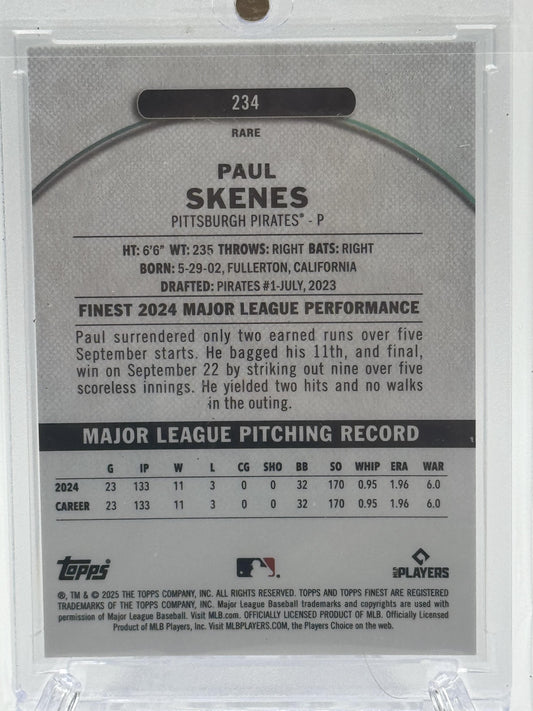 234
RARE
PAUL
SKENES
PITTSBURGH PIRATES® - P
HT: 6'6" WT: 235 THROWS: RIGHT BATS: RIGHT
BORN: 5-29-02, FULLERTON, CALIFORNIA
DRAFTED: PIRATES #1-JULY, 2023
FINEST 2024 MAJOR LEAGUE PERFORMANCE
Paul surrendered only two earned runs over five
September starts. He bagged his 11th, and final,
win on September 22 by striking out nine over five
scoreless innings. He yielded two hits and no walks
in the outing.
MAJOR LEAGUE PITCHING RECORD
G IP W L CG SHO BB SO WHIP ERA WAR
2024 23 133 11 3 0 0 32 170 0.95 1.96 6.0
CAREER 23 133 11 3 0 0 32 170 0.95 1.96 6.0
Topps
MLB PLAYERS
®, TM & © 2025 THE TOPPS COMPANY, INC. ALL RIGHTS RESERVED. TOPPS AND TOPPS FINEST ARE REGISTERED
TRADEMARKS OF THE TOPPS COMPANY, INC. Major League Baseball trademarks and copyrights are used with
permission of Major League Baseball. Visit MLB.com. OFFICIALLY LICENSED PRODUCT OF MLB. Officially Licensed
Product of MLB Players, Inc. Visit MLBPLAYERS.COM, the Players Choice on the web.